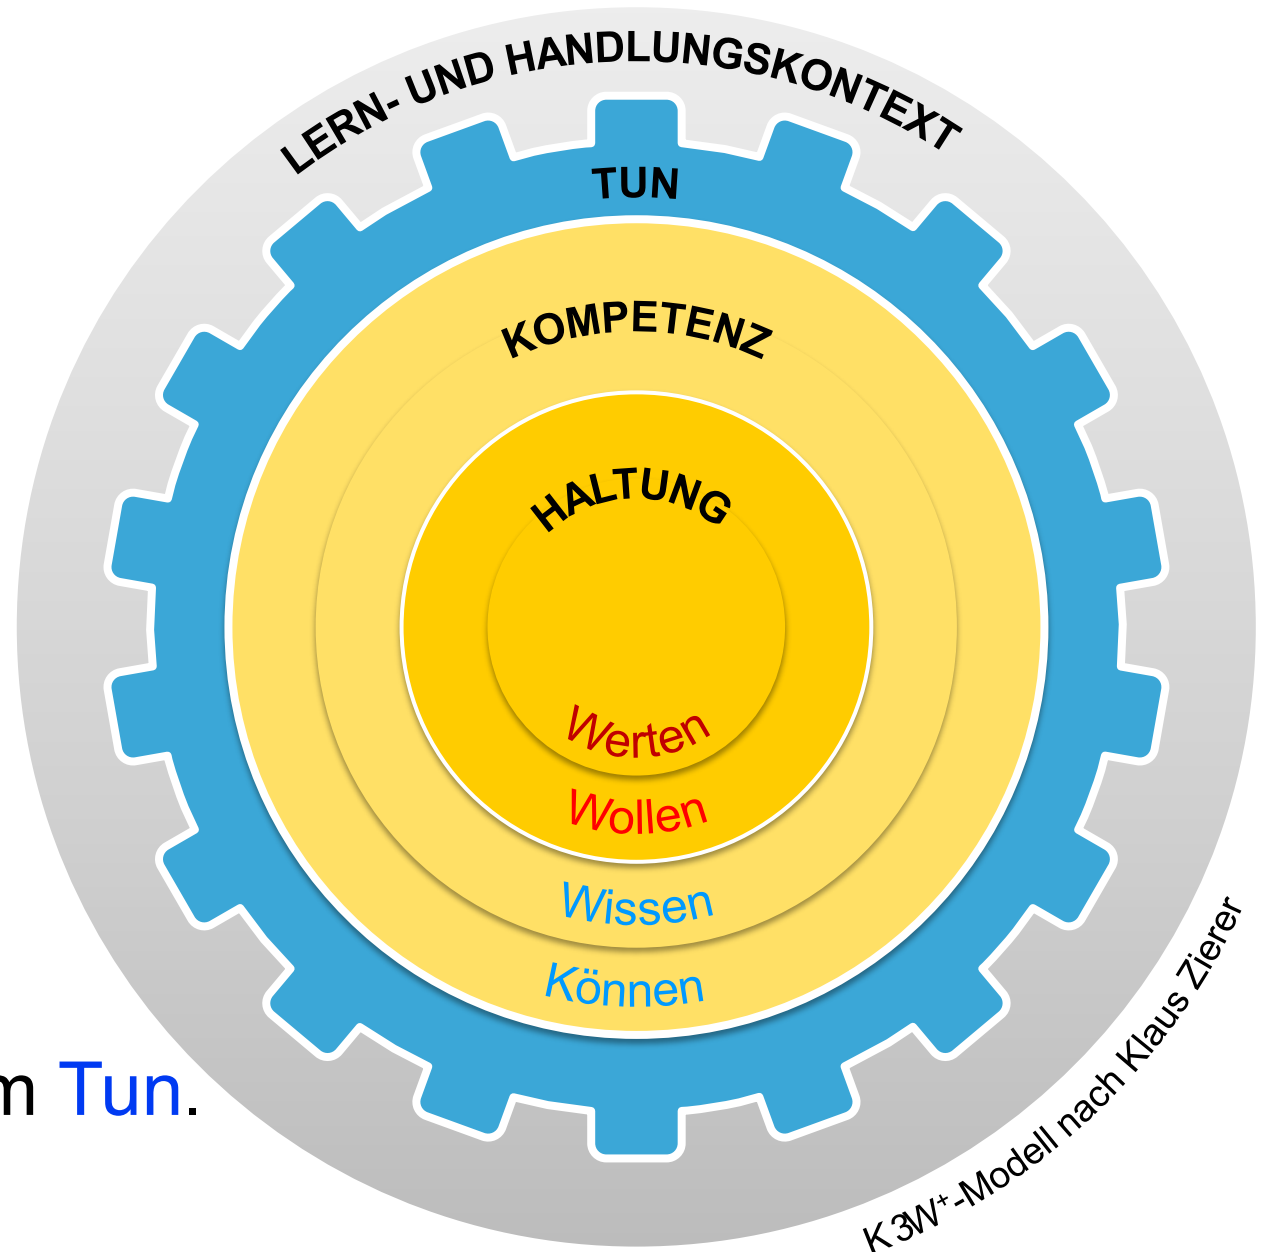 LERN- UND HANDLUNGSKONTEXT
TUN
KOMPETENZ
HALTUNG
Werten
Wollen
Wissen
Können
m Tun.
K3W⁺-Modell nach Klaus Zierer